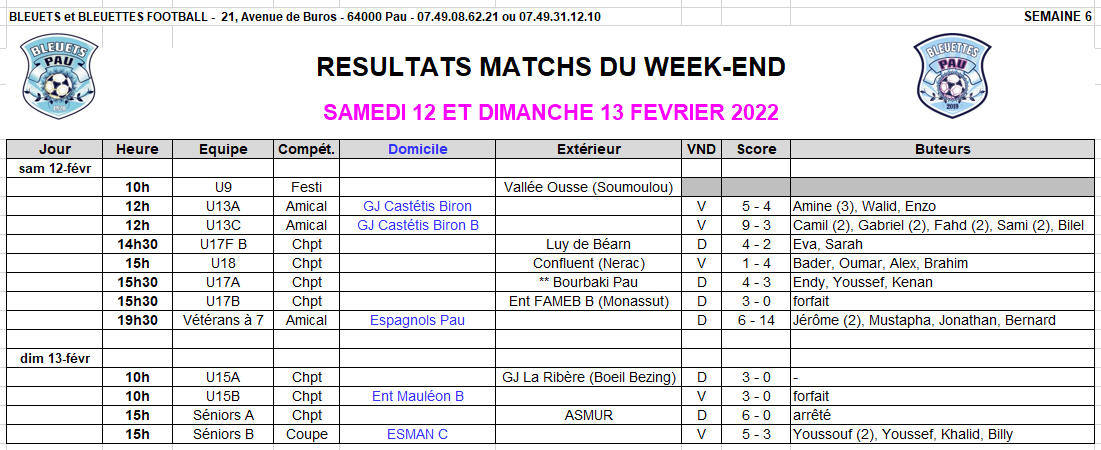 BLEUETS et BLEUETTES FOOTBALL - 21, Avenue de Buros - 64000 Pau - 07.49.08.62.21 ou 07.49.31.12.10 SEMAINE 6
BLEUETS PAU
BLEUETTES PAU 2019
RESULTATS MATCHS DU WEEK-END
SAMEDI 12 ET DIMANCHE 13 FEVRIER 2022
Jour Heure Equipe Compét. Domicile Extérieur VND Score Buteurs
sam 12-févr
10h U9 Festi Vallée Ousse (Soumoulou)
12h U13A Amical GJ Castétis Biron V 5 - 4 Amine (3), Walid, Enzo
12h U13C Amical GJ Castétis Biron B V 9 - 3 Camil (2), Gabriel (2), Fahd (2), Sami (2), Bilel
14h30 U17F B Chpt Luy de Béarn D 4 - 2 Eva, Sarah
15h U18 Chpt Confluent (Nerac) V 1 - 4 Bader, Oumar, Alex, Brahim
15h30 U17A Chpt ** Bourbaki Pau D 4 - 3 Endy, Youssef, Kenan
15h30 U17B Chpt Ent FAMEB B (Monassut) D 3 - 0 forfait
19h30 Vétérans à 7 Amical Espagnols Pau D 6 - 14 Jérôme (2), Mustapha, Jonathan, Bernard
dim 13-févr
10h U15A Chpt GJ La Ribère (Boeil Bezing) D 3 - 0 -
10h U15B Chpt Ent Mauléon B V 3 - 0 forfait
15h Séniors A Chpt ASMUR D 6 - 0 arrêté
15h Séniors B Coupe ESMAN C V 5 - 3 Youssouf (2), Youssef, Khalid, Billy